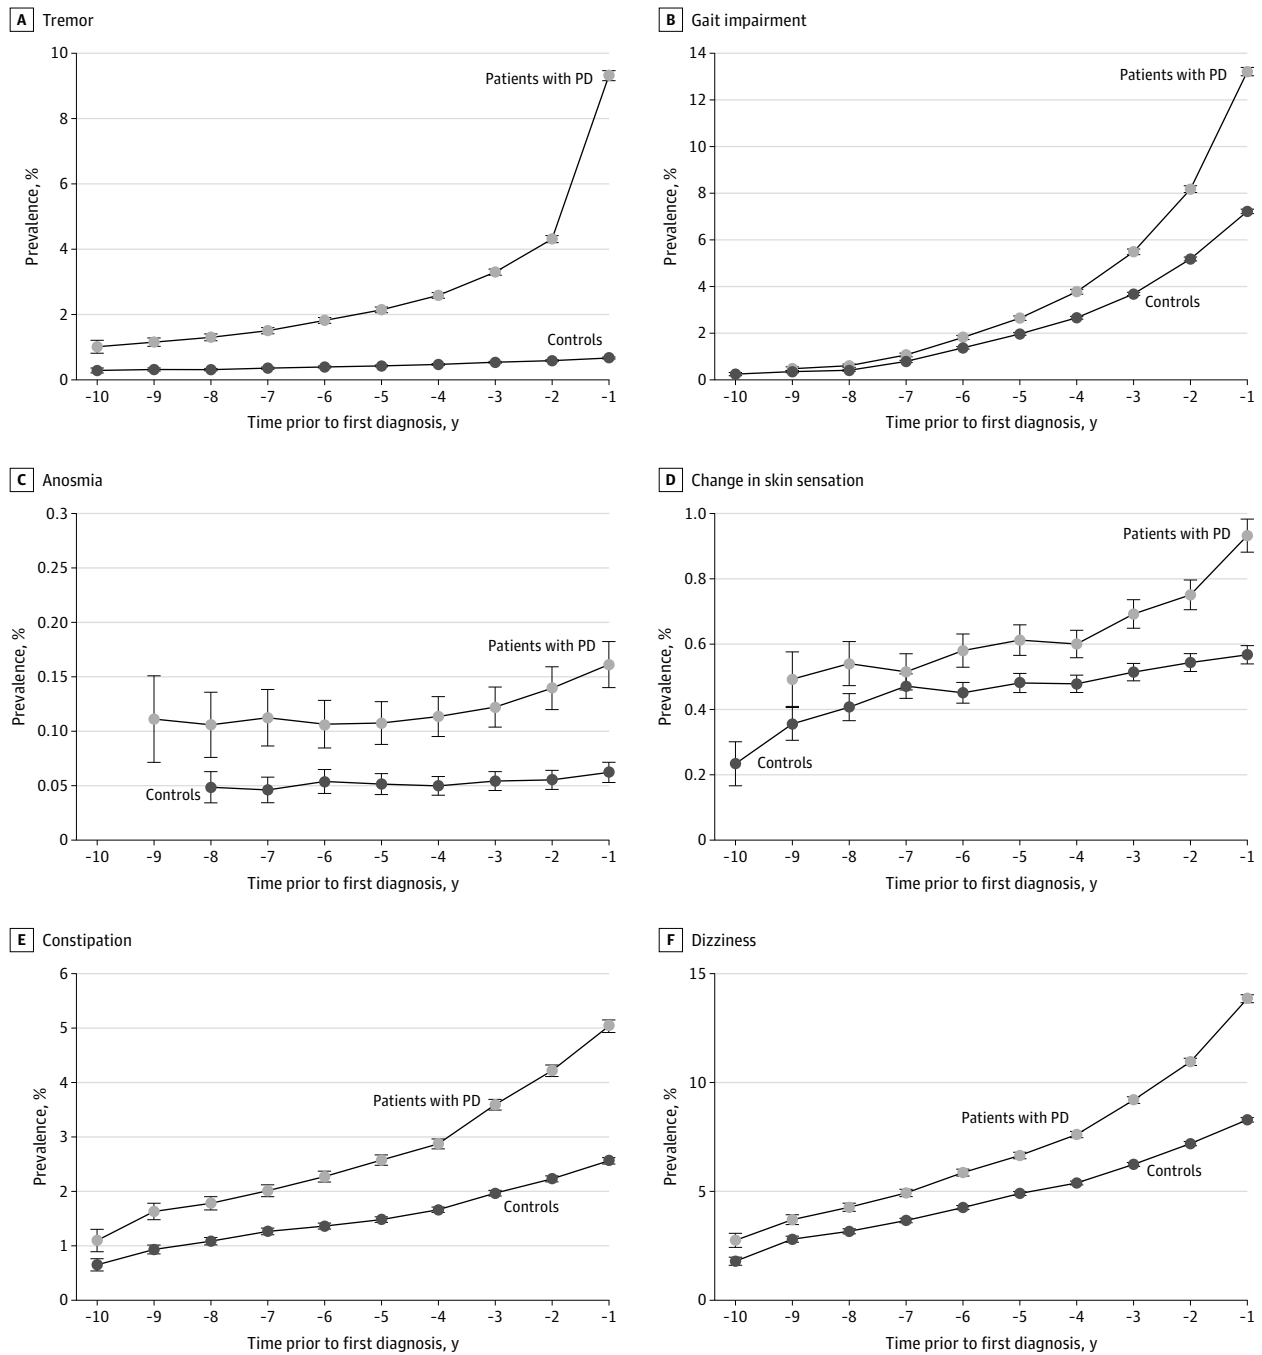 A Tremor
10
8
6
4
2
0
Prevalence, %
Patients with PD
Controls
-10 -9 -8 -7 -6 -5 -4 -3 -2 -1
Time prior to first diagnosis, y
B Gait impairment
14
12
10
8
6
4
2
0
Prevalence, %
Patients with PD
Controls
-10 -9 -8 -7 -6 -5 -4 -3 -2 -1
Time prior to first diagnosis, y
C Anosmia
0.3
0.25
0.20
0.15
0.10
0.05
0
Prevalence, %
Patients with PD
Controls
-10 -9 -8 -7 -6 -5 -4 -3 -2 -1
Time prior to first diagnosis, y
D Change in skin sensation
1.0
0.8
0.6
0.4
0.2
0
Prevalence, %
Patients with PD
Controls
-10 -9 -8 -7 -6 -5 -4 -3 -2 -1
Time prior to first diagnosis, y
E Constipation
6
5
4
3
2
1
0
Prevalence, %
Patients with PD
Controls
-10 -9 -8 -7 -6 -5 -4 -3 -2 -1
Time prior to first diagnosis, y
F Dizziness
15
10
5
0
Prevalence, %
Patients with PD
Controls
-10 -9 -8 -7 -6 -5 -4 -3 -2 -1
Time prior to first diagnosis, y